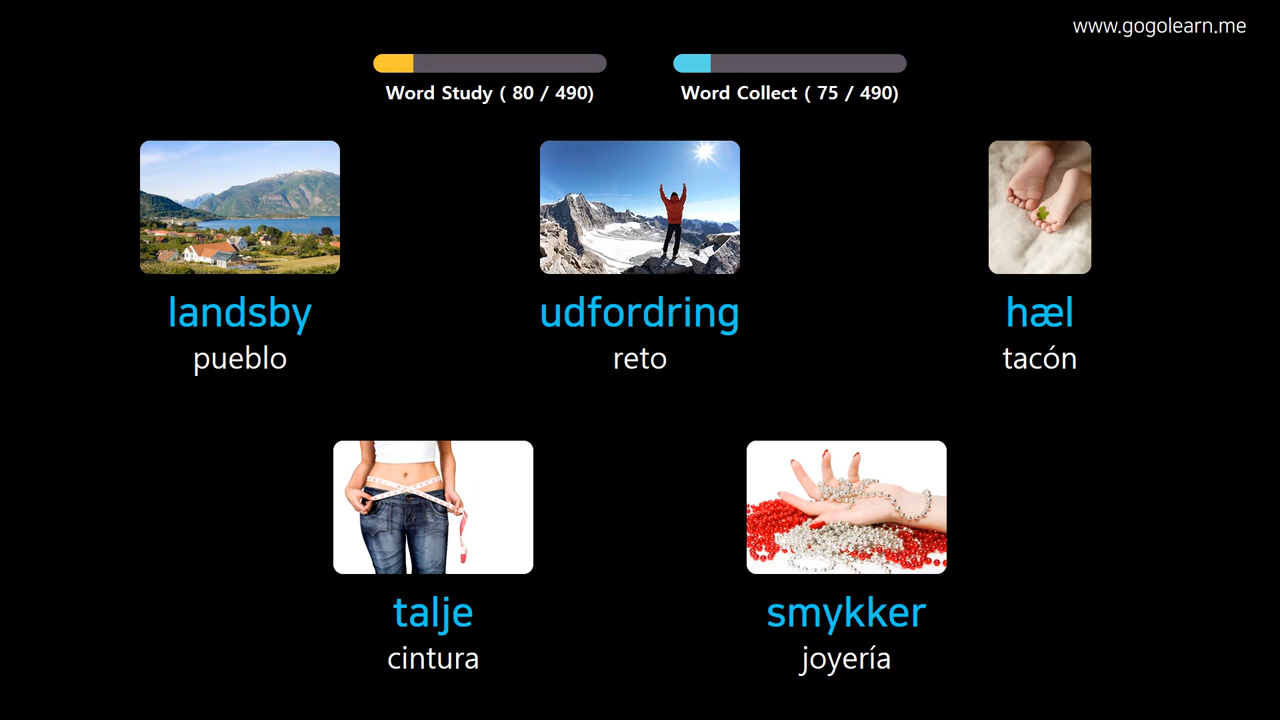 www.gogolearn.me
Word Study ( 80 / 490)
Word Collect ( 75 / 490)
landsby
pueblo
udfordring
reto
hæl
tacón
talje
cintura
smykker
joyería